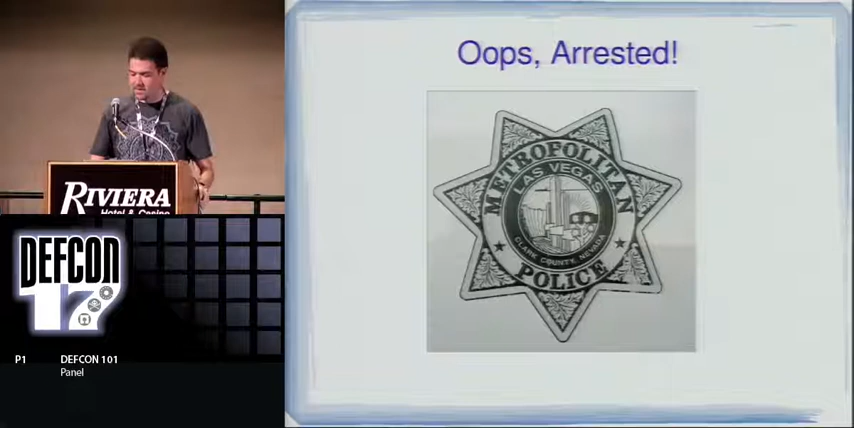 Oops, Arrested!
METROPOLITAN
LAS VEGAS
CLARK COUNTY, NEVADA
POLICE
RIVIERA
Hotel & Casino
DEFCON
17
P1 DEFCON 101
Panel